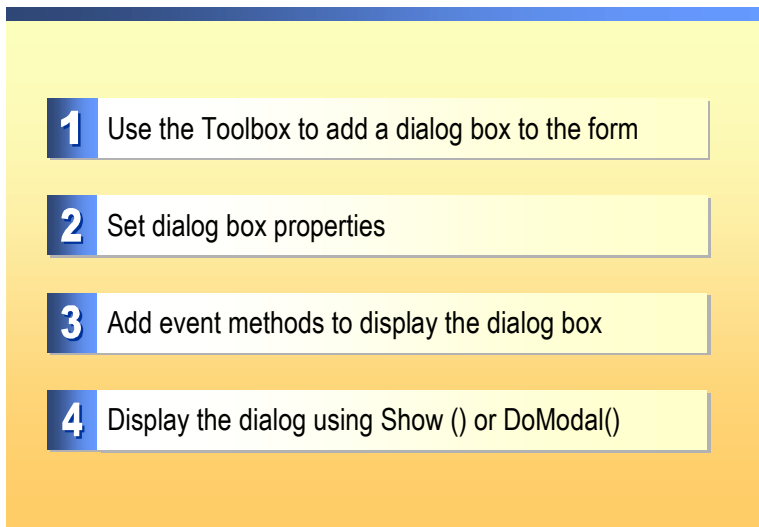 1 Use the Toolbox to add a dialog box to the form
2 Set dialog box properties
3 Add event methods to display the dialog box
4 Display the dialog using Show () or DoModal()